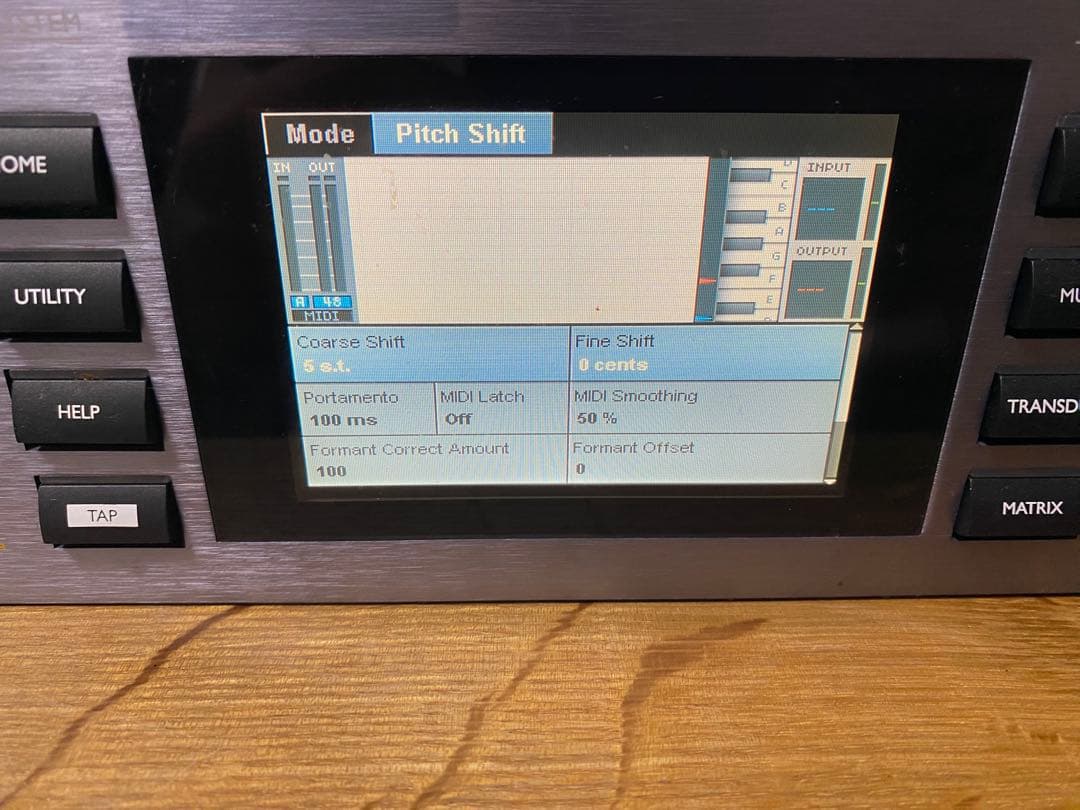 STEM
OME
UTILITY
HELP
TAP
Mode Pitch Shift
IN OUT
A 48
MIDI
D
C
B
A
G
F
E
INPUT
---
OUTPUT
---
Coarse Shift
5 s.t.
Fine Shift
0 cents
Portamento
100 ms
MIDI Latch
Off
MIDI Smoothing
50 %
Formant Correct Amount
100
Formant Offset
0
MU
TRANSD
MATRIX